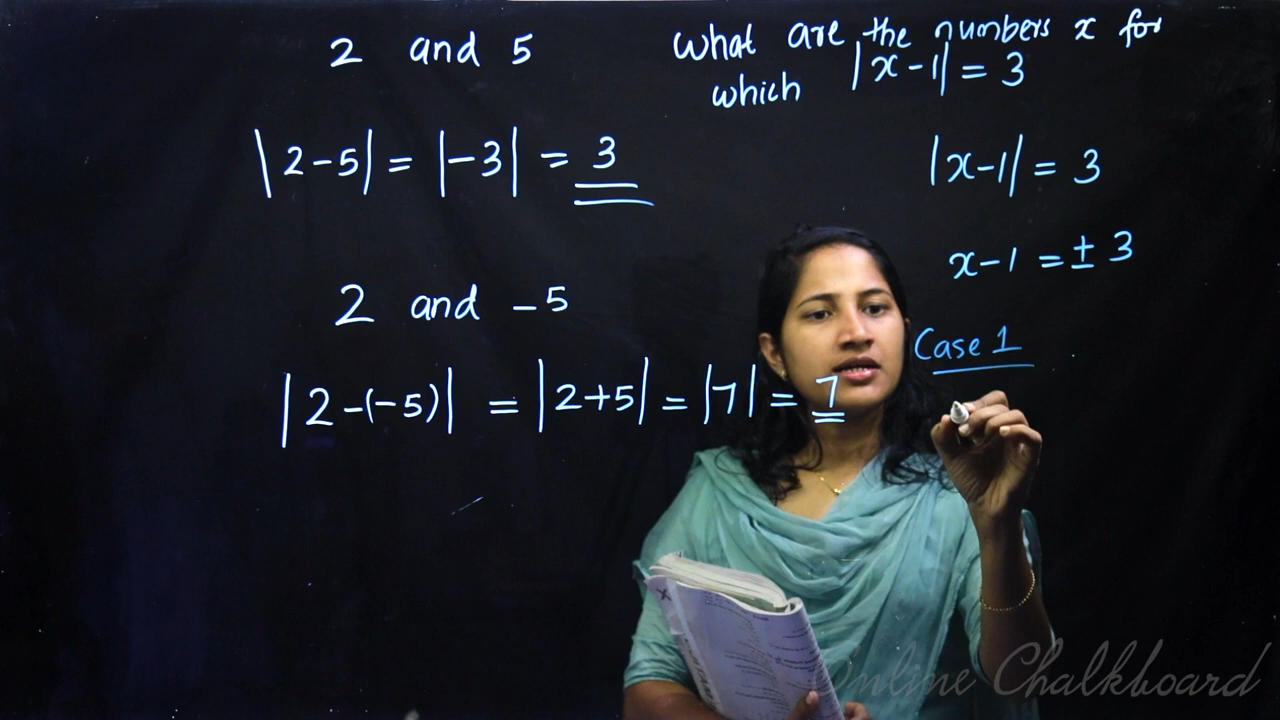 2 and 5
|2-5| = |-3| = 3
2 and -5
|2-(-5)| = |2+5| = |7| = 7
What are the numbers x for
which |x-1| = 3
|x-1| = 3
x-1 = ± 3
Case 1
Online Chalkboard